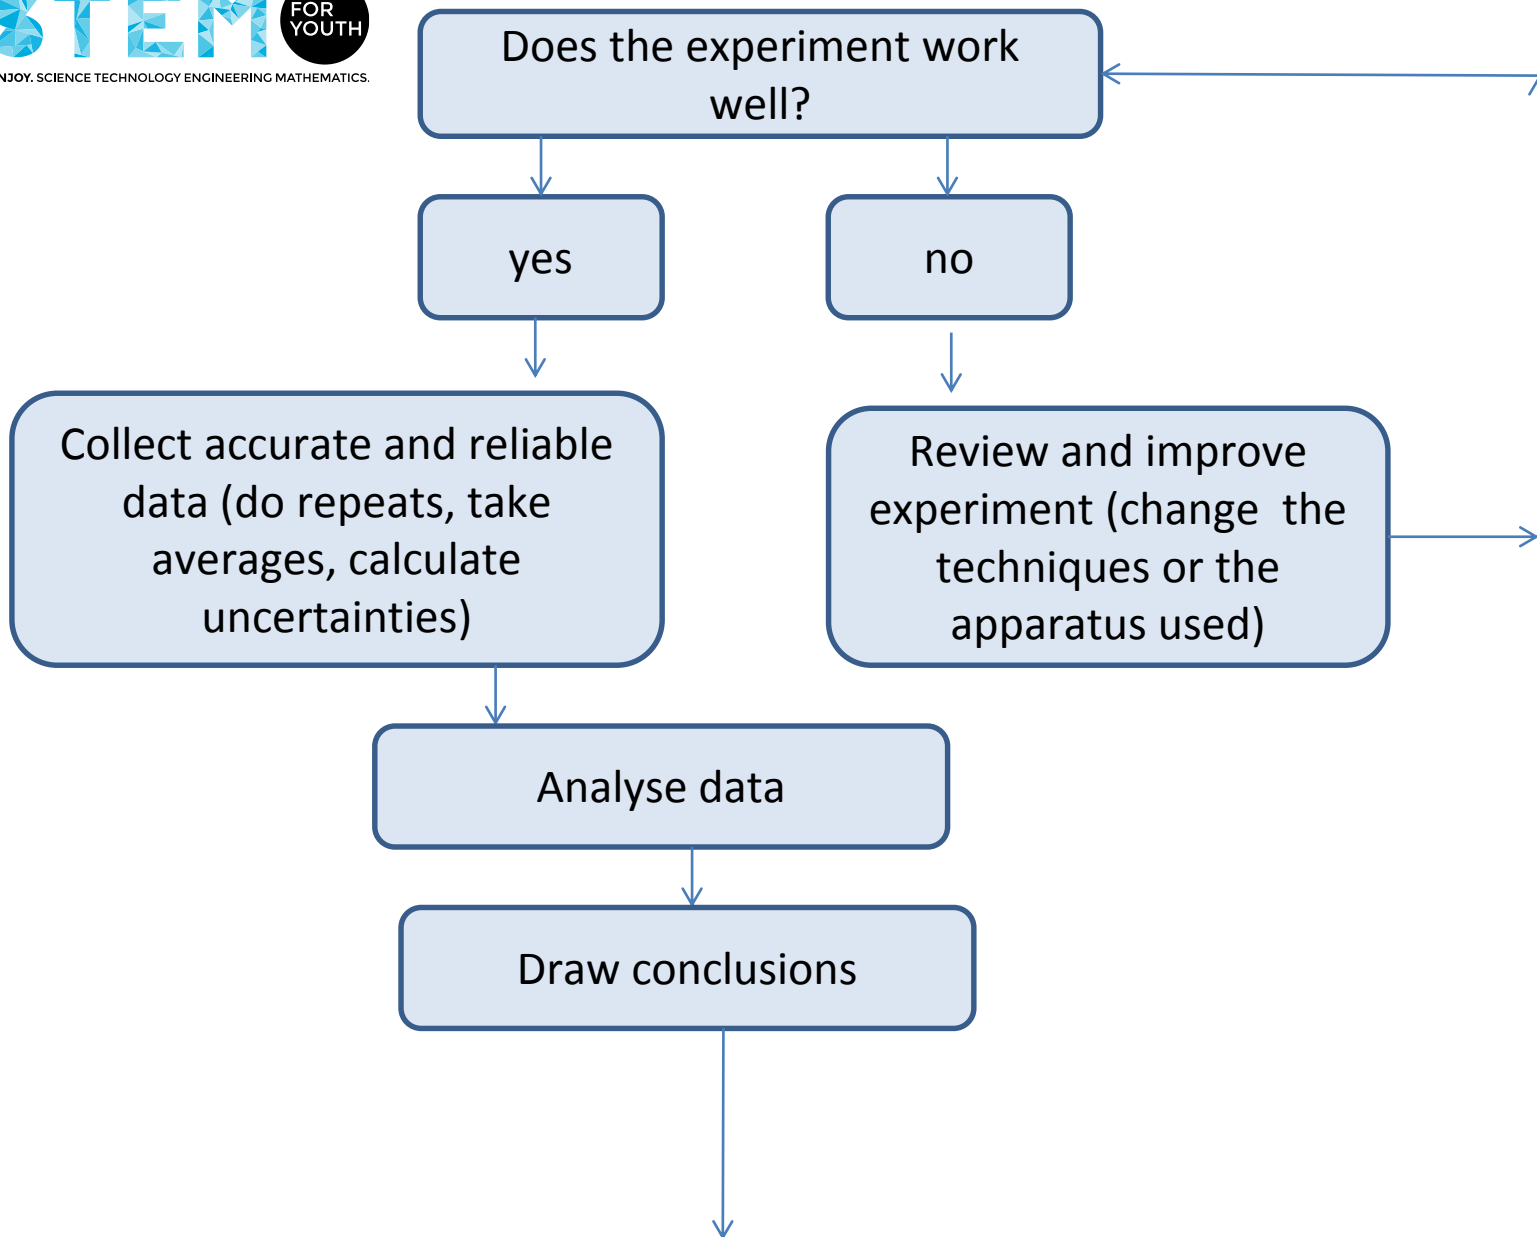 STEM
FOR
YOUTH
NJOY. SCIENCE TECHNOLOGY ENGINEERING MATHEMATICS.
Does the experiment work
well?
yes
no
Collect accurate and reliable
data (do repeats, take
averages, calculate
uncertainties)
Review and improve
experiment (change  the
techniques or the
apparatus used)
Analyse data
Draw conclusions